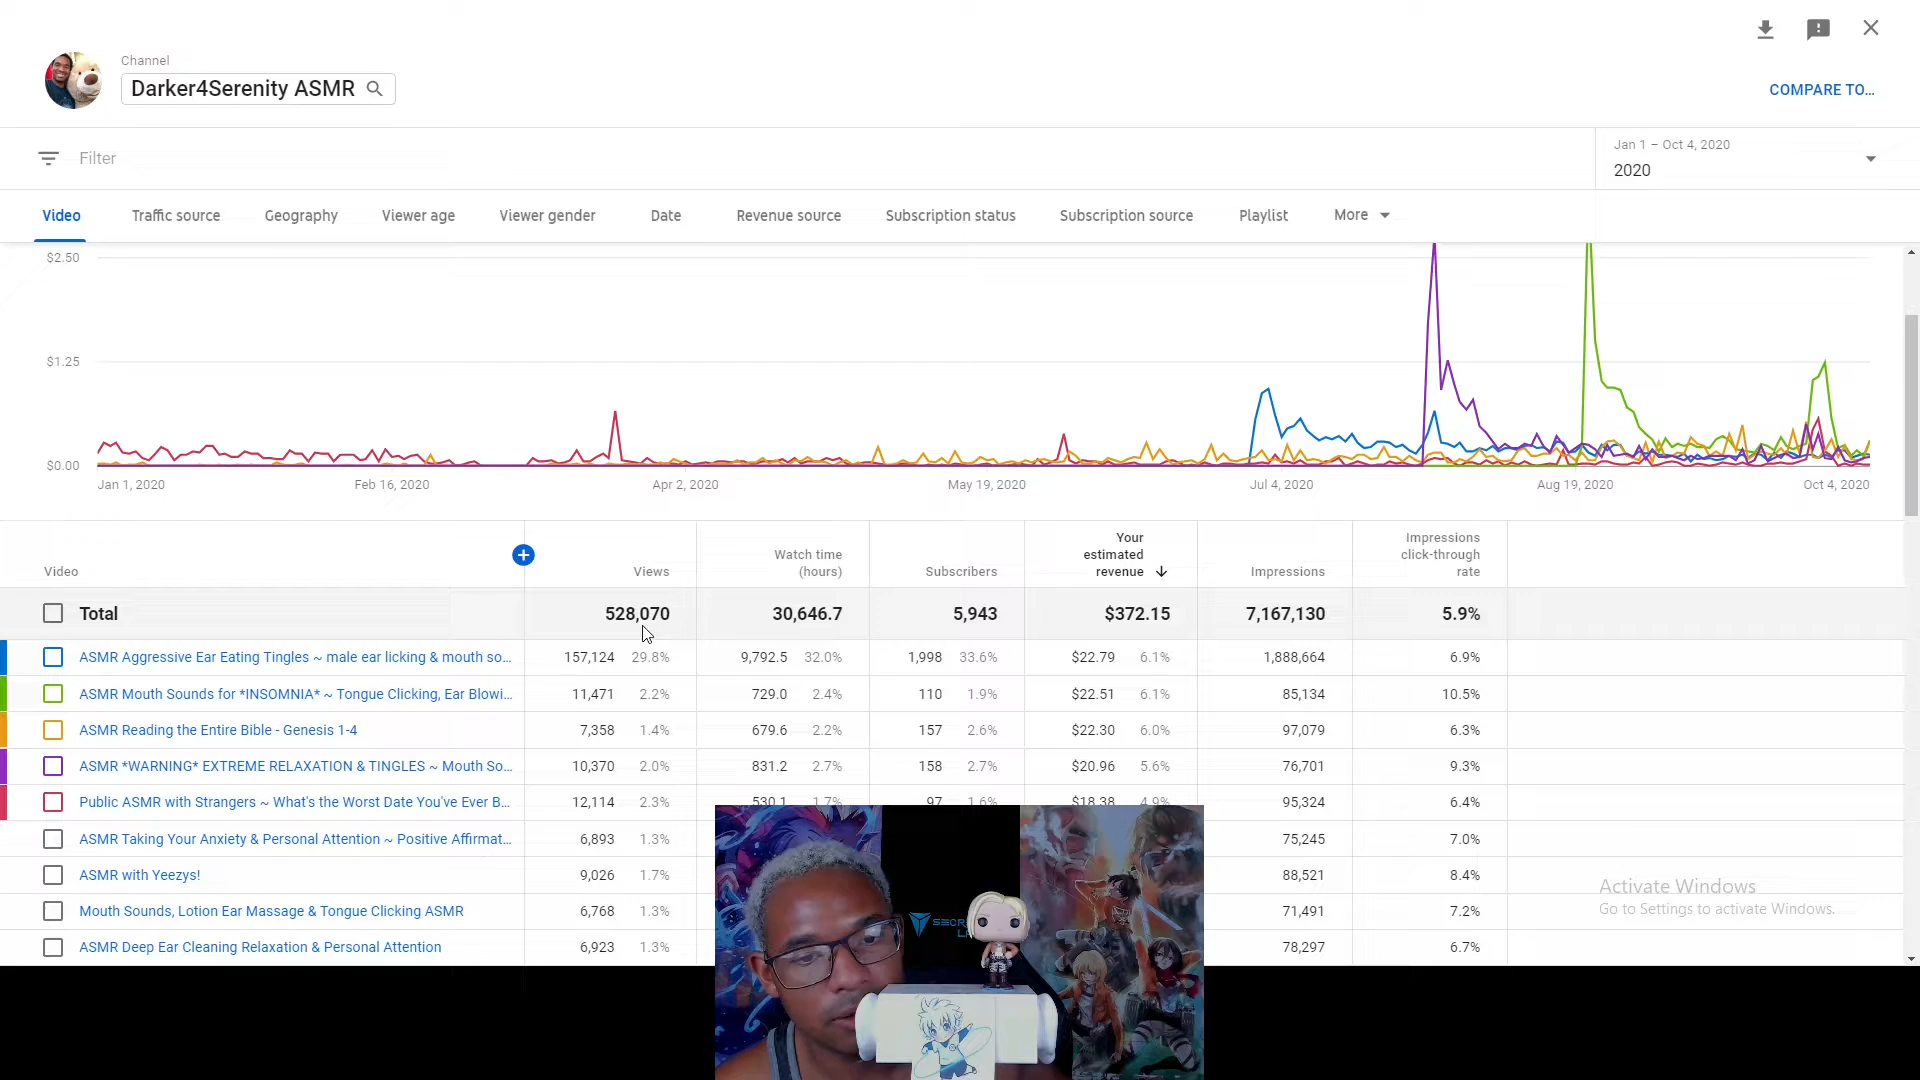 Channel
Darker4Serenity ASMR
COMPARE TO...
Filter
Jan 1 – Oct 4, 2020
2020
Video Traffic source Geography Viewer age Viewer gender Date Revenue source Subscription status Subscription source Playlist More
$2.50
$1.25
$0.00
Jan 1, 2020 Feb 16, 2020 Apr 2, 2020 May 19, 2020 Jul 4, 2020 Aug 19, 2020 Oct 4, 2020
Video Views Watch time (hours) Subscribers Your estimated revenue Impressions Impressions click-through rate
Total 528,070 30,646.7 5,943 $372.15 7,167,130 5.9%
ASMR Aggressive Ear Eating Tingles ~ male ear licking & mouth so... 157,124 29.8% 9,792.5 32.0% 1,998 33.6% $22.79 6.1% 1,888,664 6.9%
ASMR Mouth Sounds for *INSOMNIA* ~ Tongue Clicking, Ear Blowi... 11,471 2.2% 729.0 2.4% 110 1.9% $22.51 6.1% 85,134 10.5%
ASMR Reading the Entire Bible - Genesis 1-4 7,358 1.4% 679.6 2.2% 157 2.6% $22.30 6.0% 97,079 6.3%
ASMR *WARNING* EXTREME RELAXATION & TINGLES ~ Mouth So... 10,370 2.0% 831.2 2.7% 158 2.7% $20.96 5.6% 76,701 9.3%
Public ASMR with Strangers ~ What's the Worst Date You've Ever B... 12,114 2.3% 530.1 1.7% 97 1.6% $18.38 4.9% 95,324 6.4%
ASMR Taking Your Anxiety & Personal Attention ~ Positive Affirmat... 6,893 1.3% 75,245 7.0%
ASMR with Yeezys! 9,026 1.7% 88,521 8.4%
Mouth Sounds, Lotion Ear Massage & Tongue Clicking ASMR 6,768 1.3% 71,491 7.2%
ASMR Deep Ear Cleaning Relaxation & Personal Attention 6,923 1.3% 78,297 6.7%
Activate Windows
Go to Settings to activate Windows.